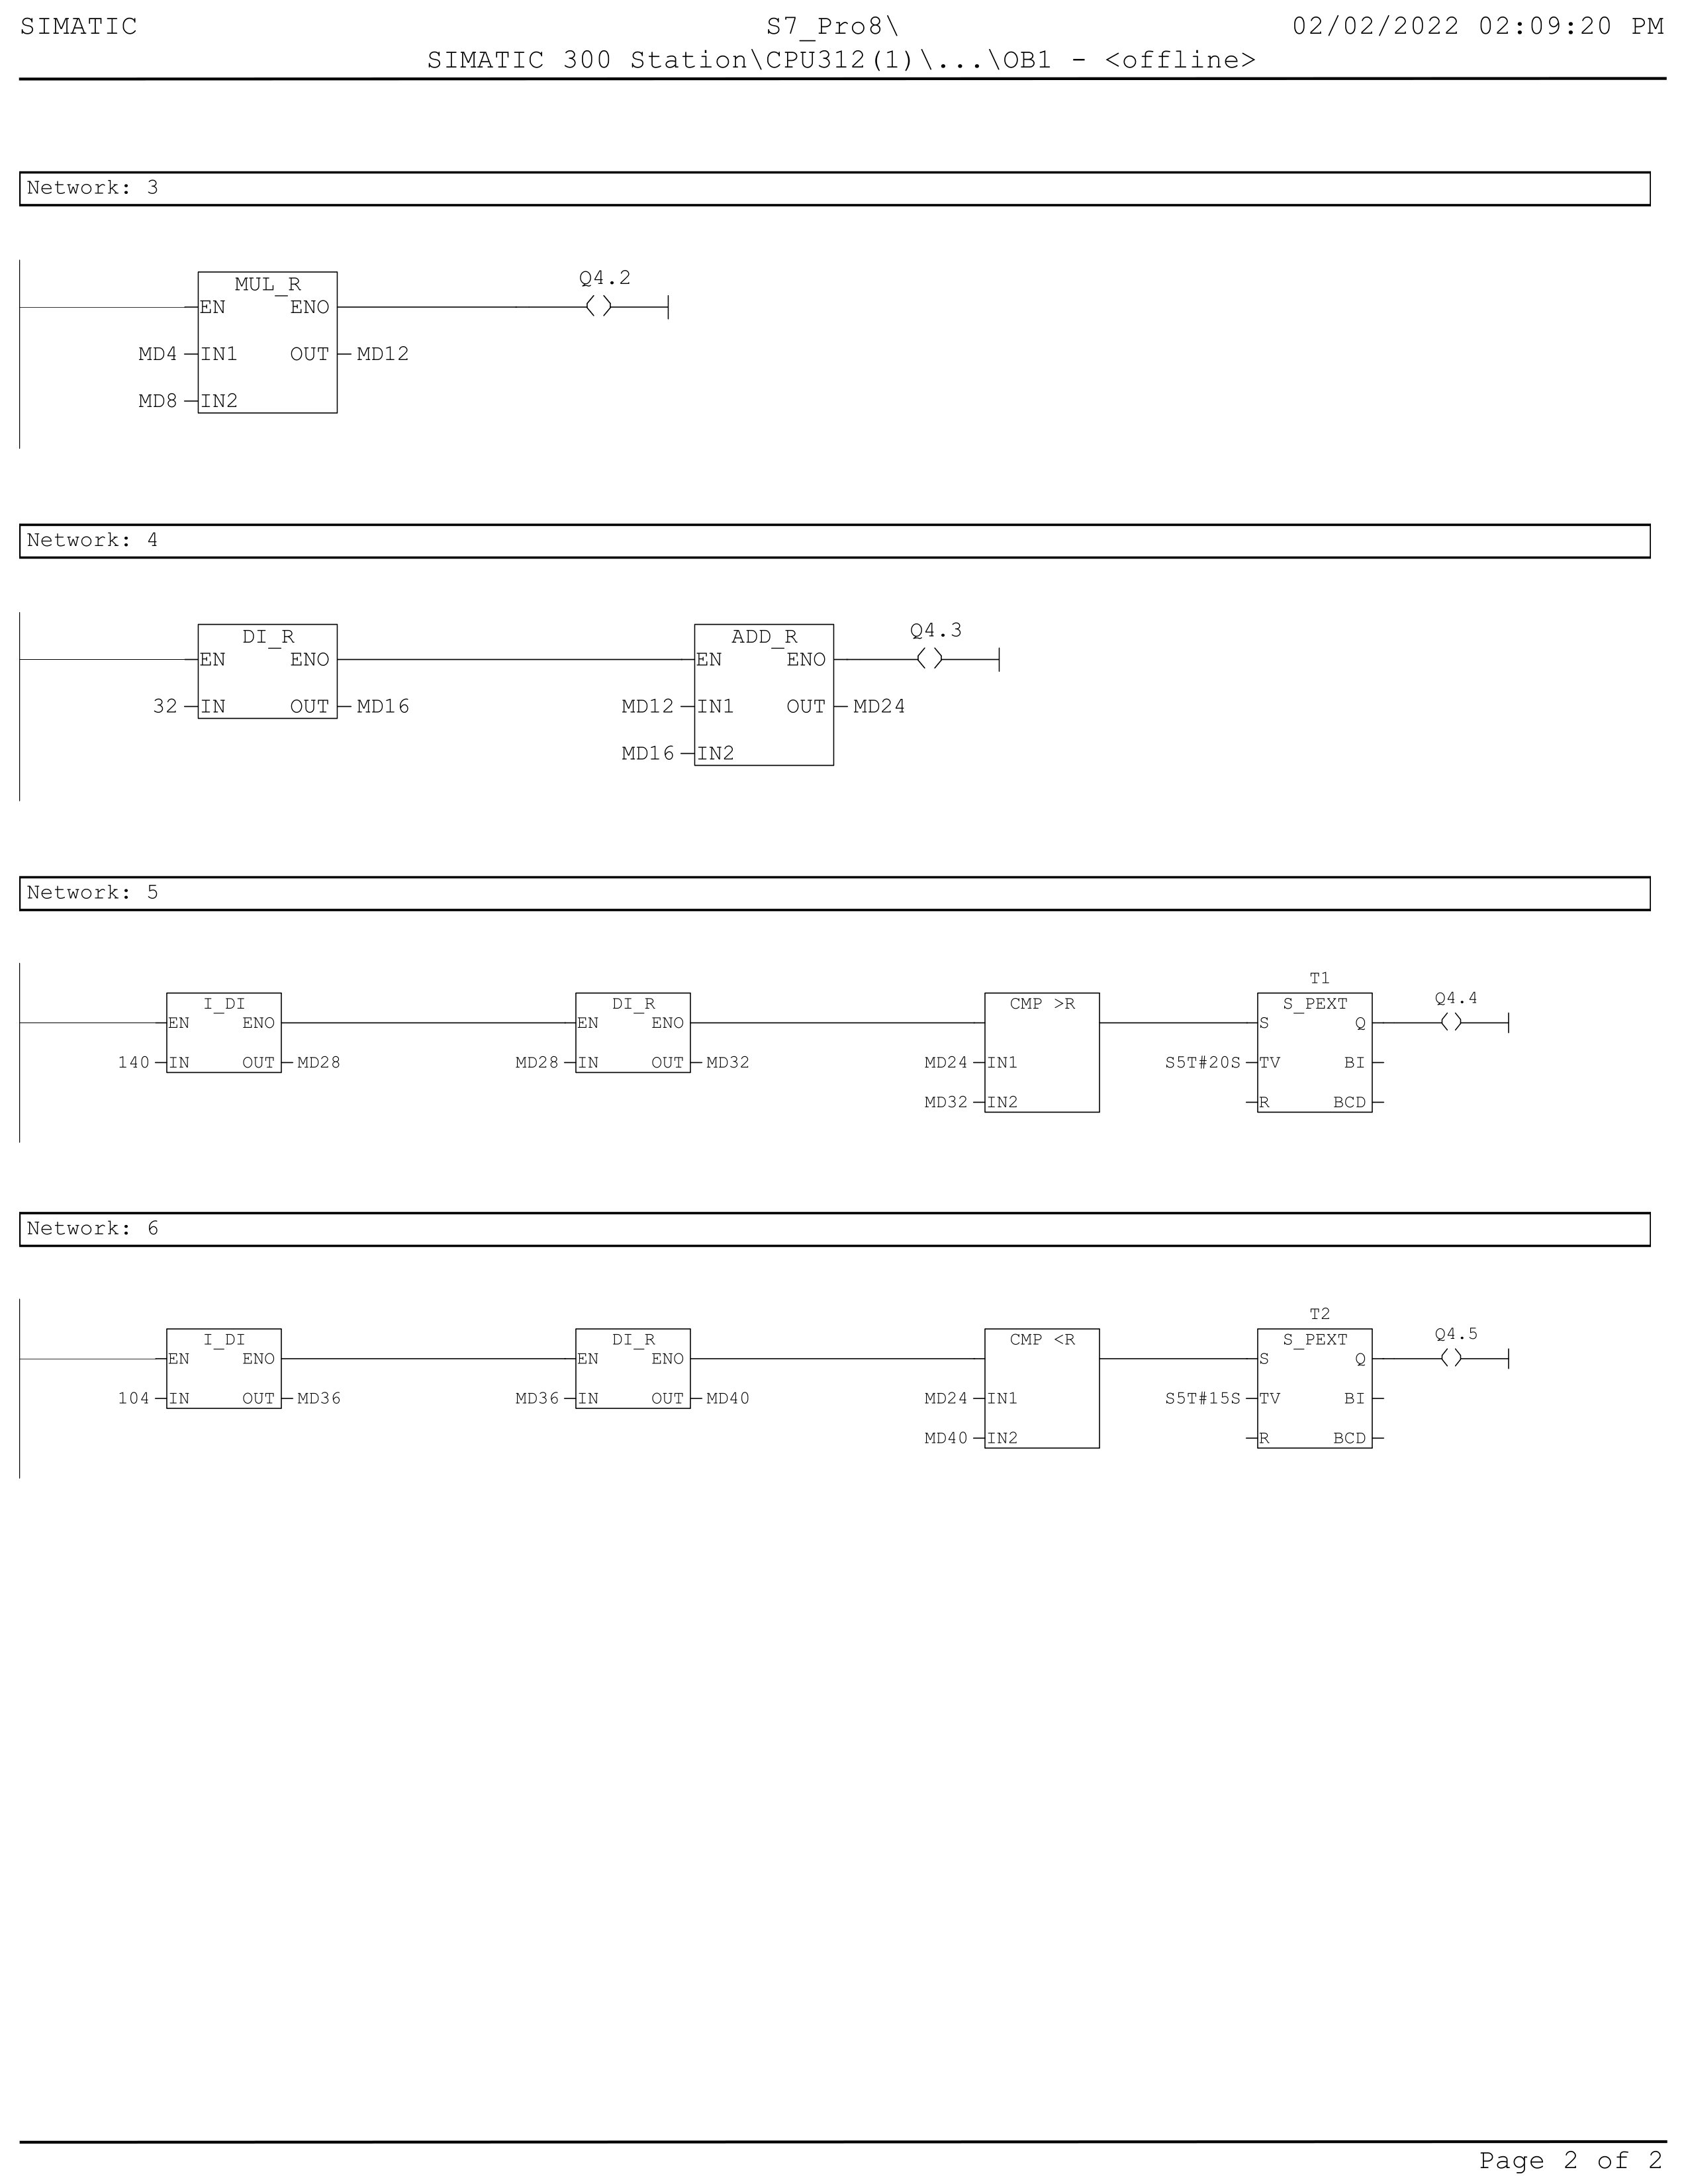 SIMATIC S7_Pro8\ 02/02/2022 02:09:20 PM
SIMATIC 300 Station\CPU312(1)\...\OB1 - <offline>
Network: 3
MUL_R Q4.2
EN ENO
MD4 IN1 OUT MD12
MD8 IN2
Network: 4
DI_R ADD_R Q4.3
EN ENO EN ENO
32 IN OUT MD16 MD12 IN1 OUT MD24
MD16 IN2
Network: 5
T1
I_DI DI_R CMP >R S_PEXT Q4.4
EN ENO EN ENO S Q
140 IN OUT MD28 MD28 IN OUT MD32 MD24 IN1 S5T#20S TV BI
MD32 IN2 R BCD
Network: 6
T2
I_DI DI_R CMP <R S_PEXT Q4.5
EN ENO EN ENO S Q
104 IN OUT MD36 MD36 IN OUT MD40 MD24 IN1 S5T#15S TV BI
MD40 IN2 R BCD
Page 2 of 2